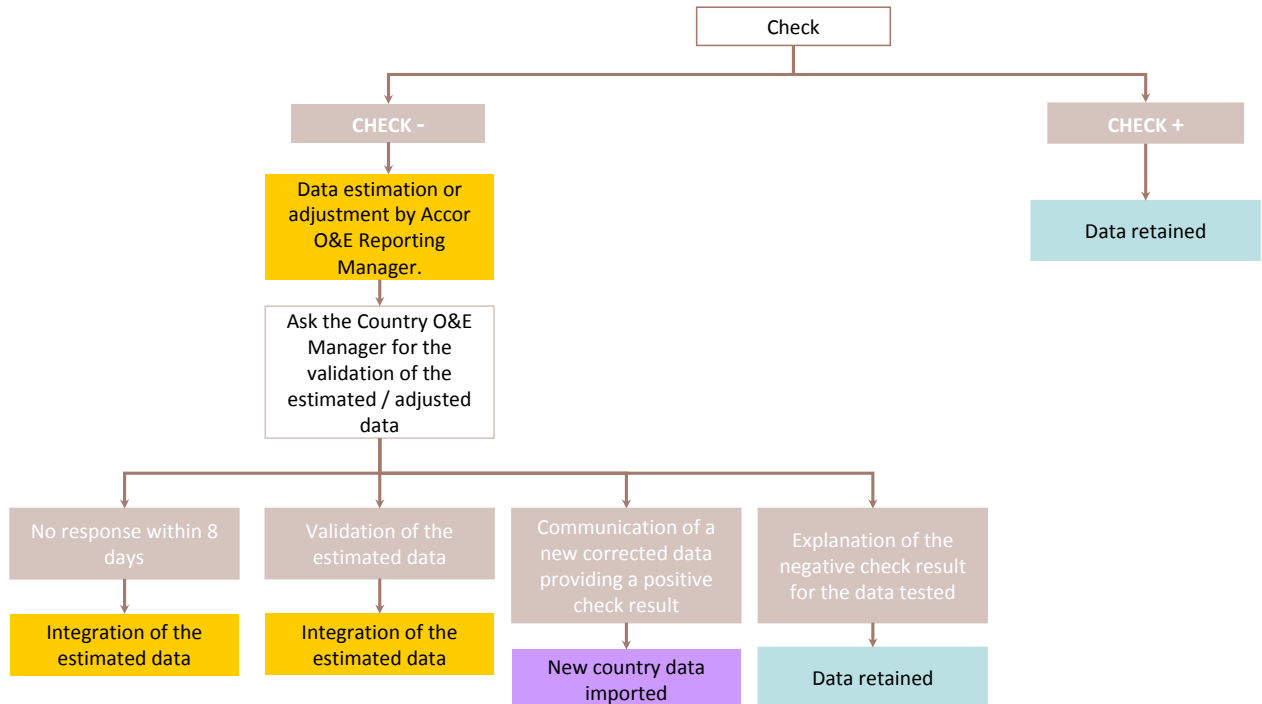 Check
CHECK -
CHECK +
Data estimation or
adjustment by Accor
O&E Reporting
Manager.
Data retained
Ask the Country O&E
Manager for the
validation of the
estimated / adjusted
data
No response within 8
days
Validation of the
estimated data
Communication of a
new corrected data
providing a positive
check result
Explanation of the
negative check result
for the data tested
Integration of the
estimated data
Integration of the
estimated data
New country data
imported
Data retained